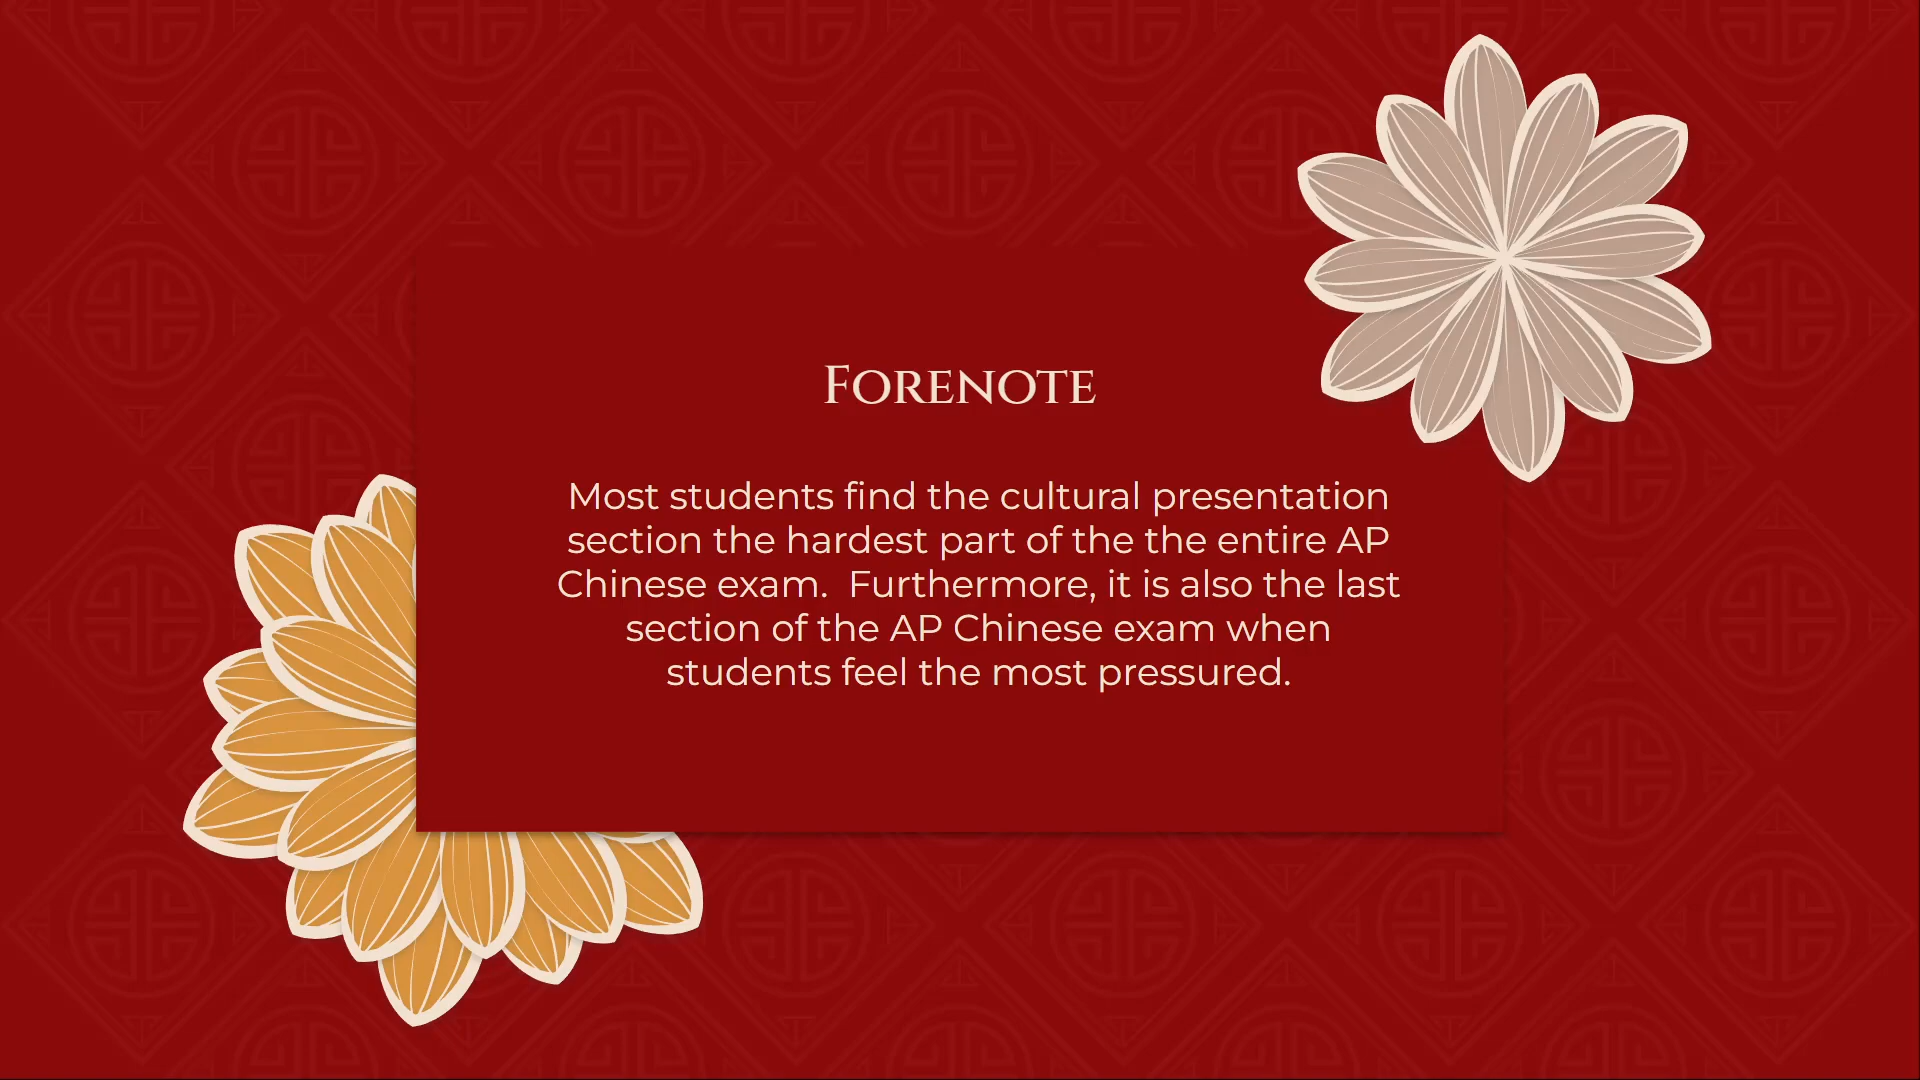 Forenote
Most students find the cultural presentation
section the hardest part of the the entire AP
Chinese exam.  Furthermore, it is also the last
section of the AP Chinese exam when
students feel the most pressured.